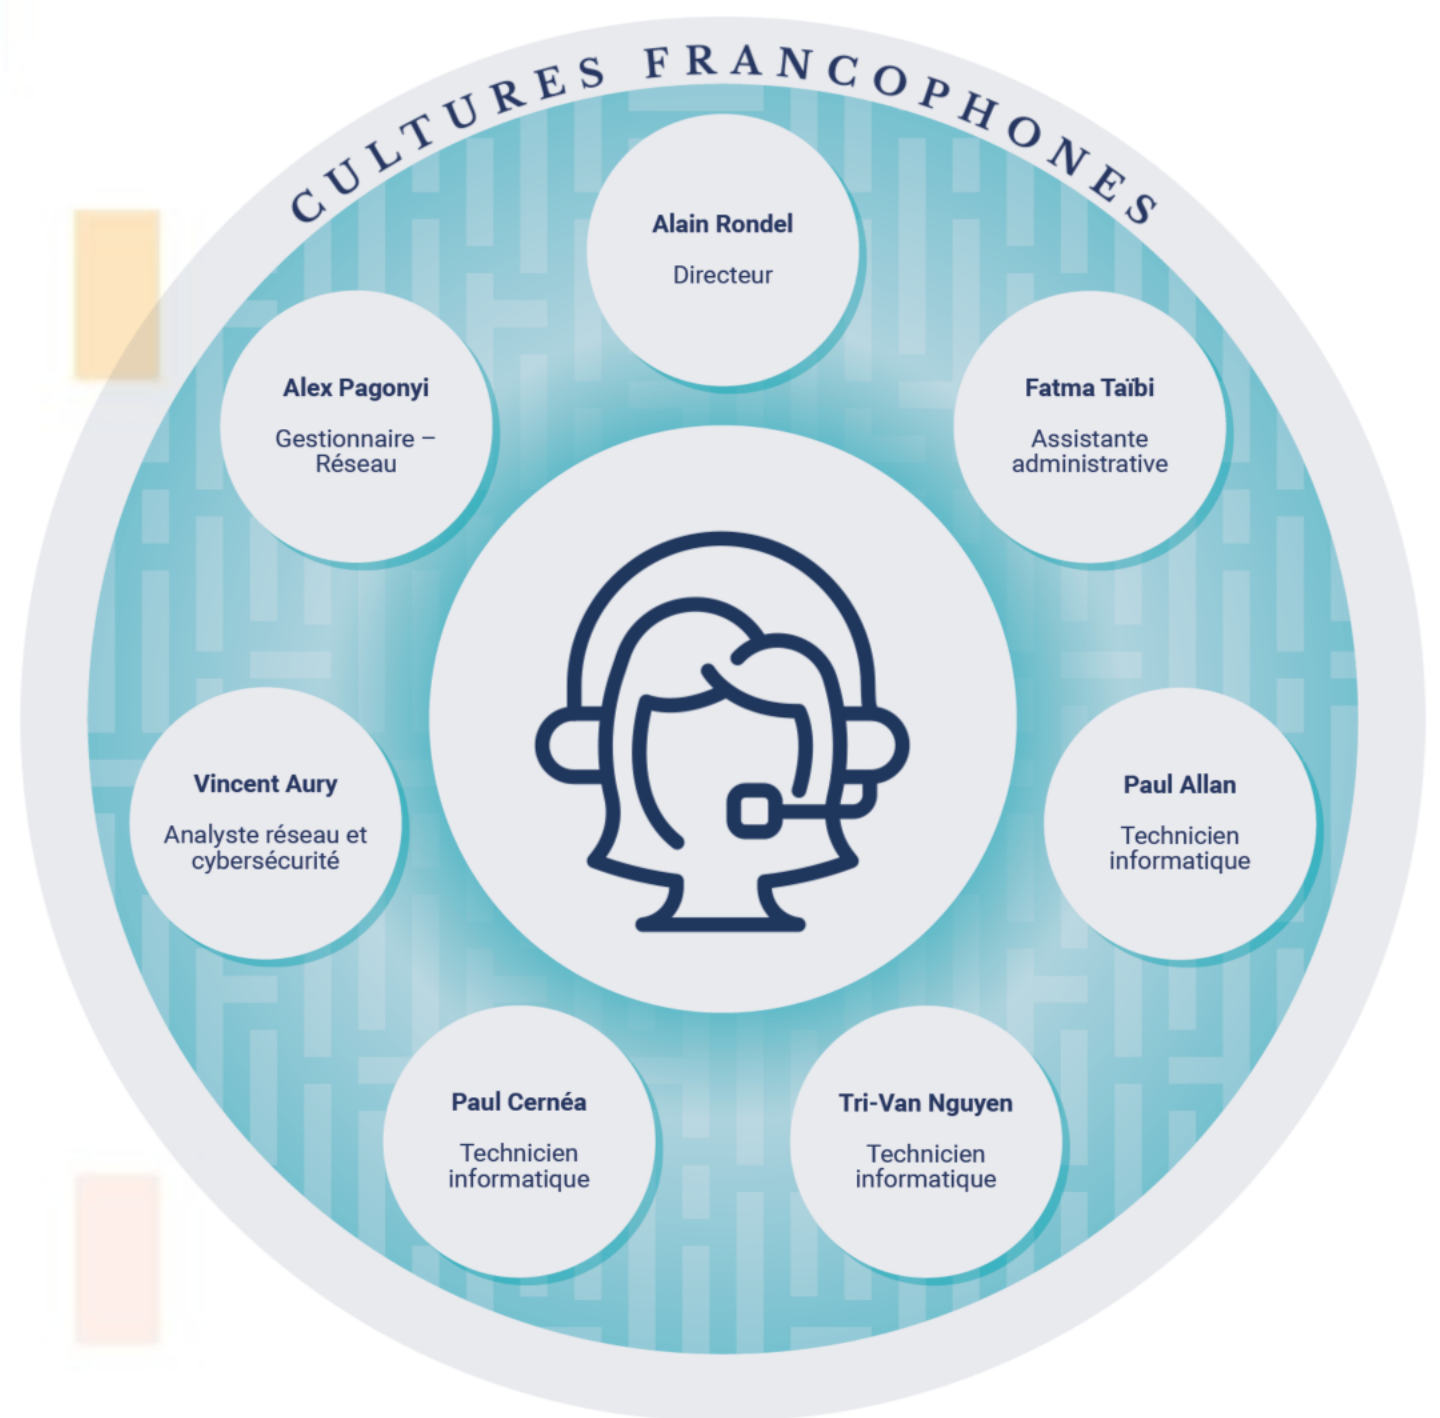 CULTURES FRANCOPHONES
Alain Rondel
Directeur
Alex Pagonyi
Gestionnaire –
Réseau
Fatma Taïbi
Assistante
administrative
Vincent Aury
Analyste réseau et
cybersécurité
Paul Allan
Technicien
informatique
Paul Cernéa
Technicien
informatique
Tri-Van Nguyen
Technicien
informatique